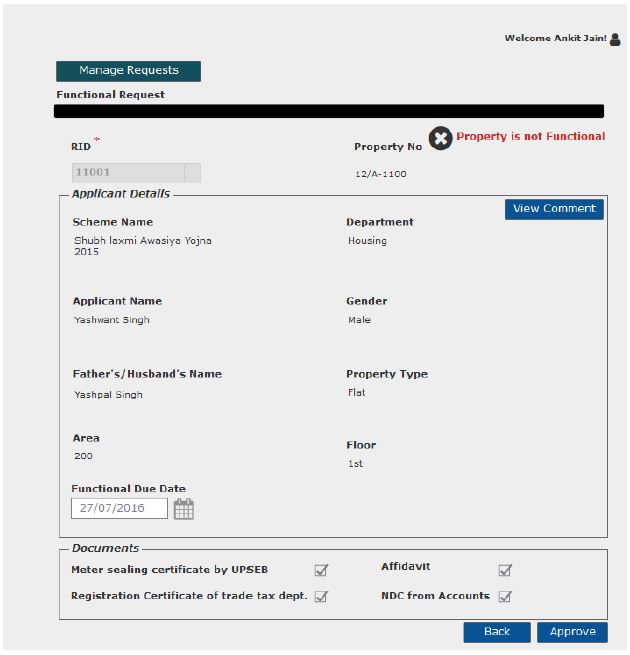 Welcome Ankit Jain!
Manage Requests
Functional Request
RID *
Property No
Property is not Functional
11001
12/A-1100
Applicant Details
View Comment
Scheme Name
Department
Shubh laxmi Awasiya Yojna
2015
Housing
Applicant Name
Gender
Yashwant Singh
Male
Father's/Husband's Name
Property Type
Yashpal Singh
Flat
Area
Floor
200
1st
Functional Due Date
27/07/2016
Documents
Meter sealing certificate by UPSEB
Affidavit
Registration Certificate of trade tax dept.
NDC from Accounts
Back
Approve